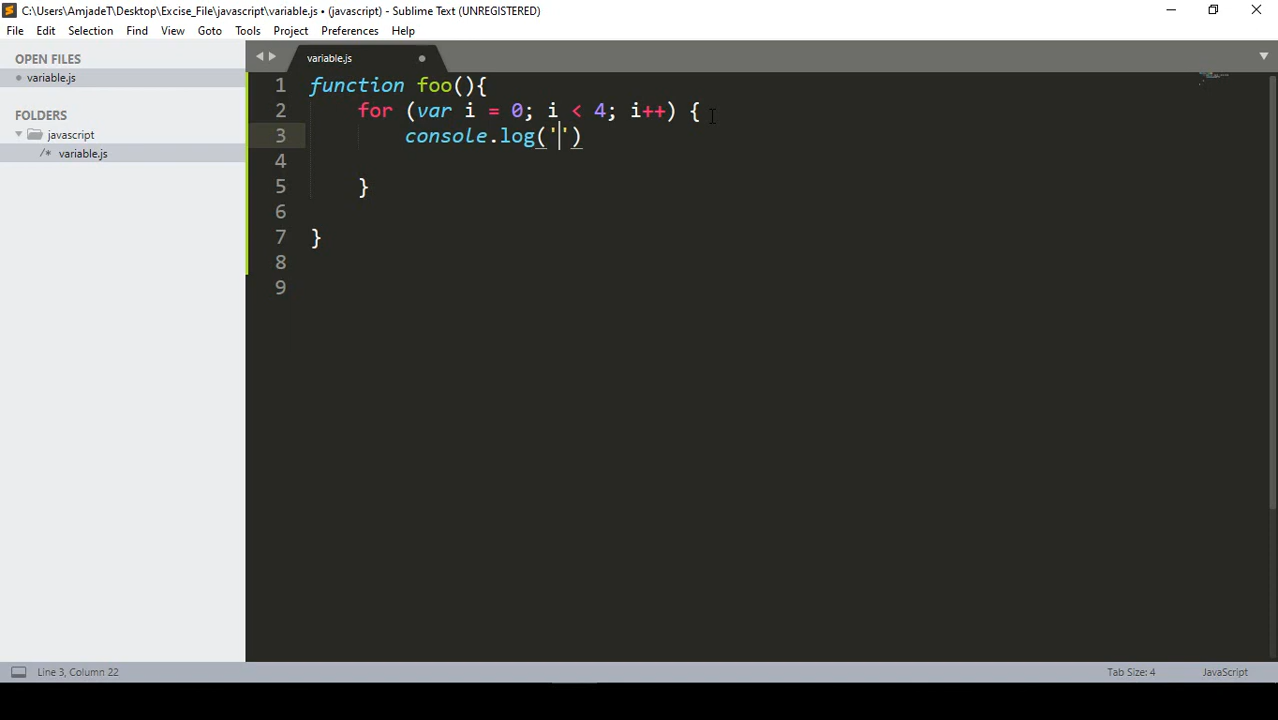 C:\Users\AmjadeT\Desktop\Excise_File\javascript\variable.js • (javascript) - Sublime Text (UNREGISTERED)
File Edit Selection Find View Goto Tools Project Preferences Help
OPEN FILES
variable.js
FOLDERS
javascript
/* variable.js
variable.js
1 function foo(){
2 for (var i = 0; i < 4; i++) {
3 console.log('')
4
5 }
6
7 }
8
9
Line 3, Column 22
Tab Size: 4
JavaScript